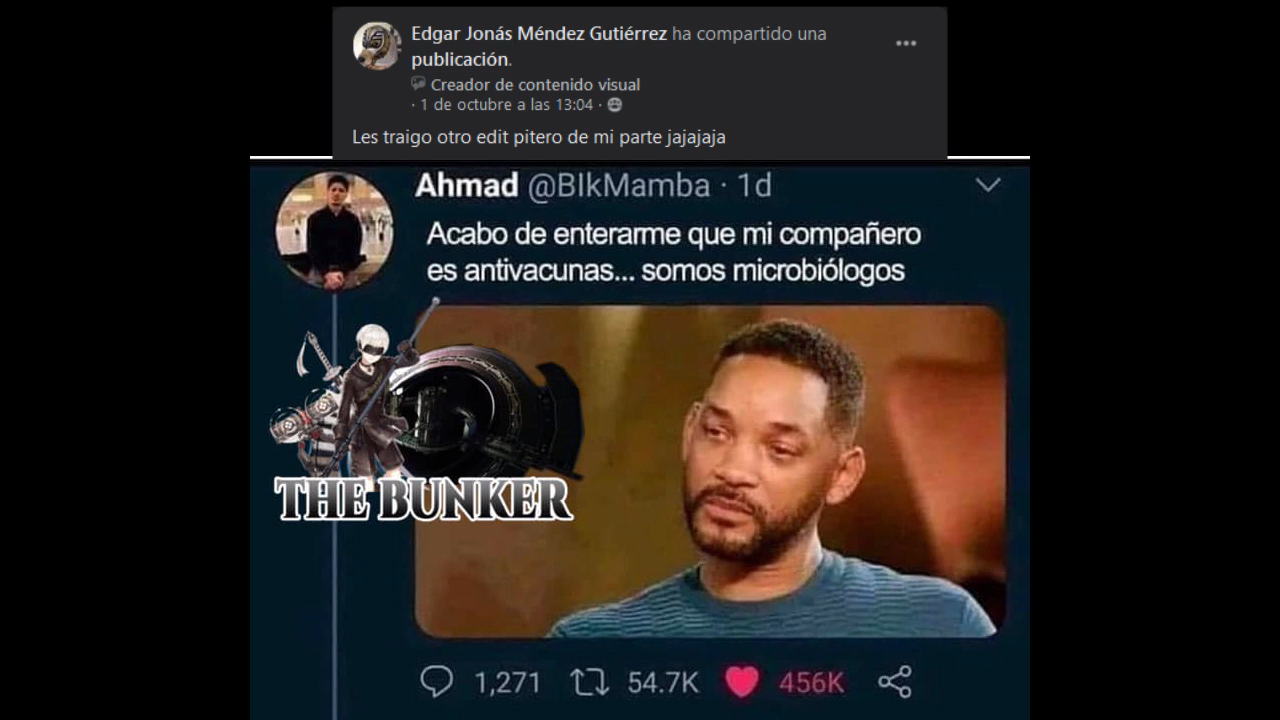 Edgar Jonás Méndez Gutiérrez ha compartido una
publicación.
Creador de contenido visual
· 1 de octubre a las 13:04 ·
Les traigo otro edit pitero de mi parte jajajaja
Ahmad @BlkMamba · 1d
Acabo de enterarme que mi compañero
es antivacunas... somos microbiólogos
THE BUNKER
1,271 54.7K 456K